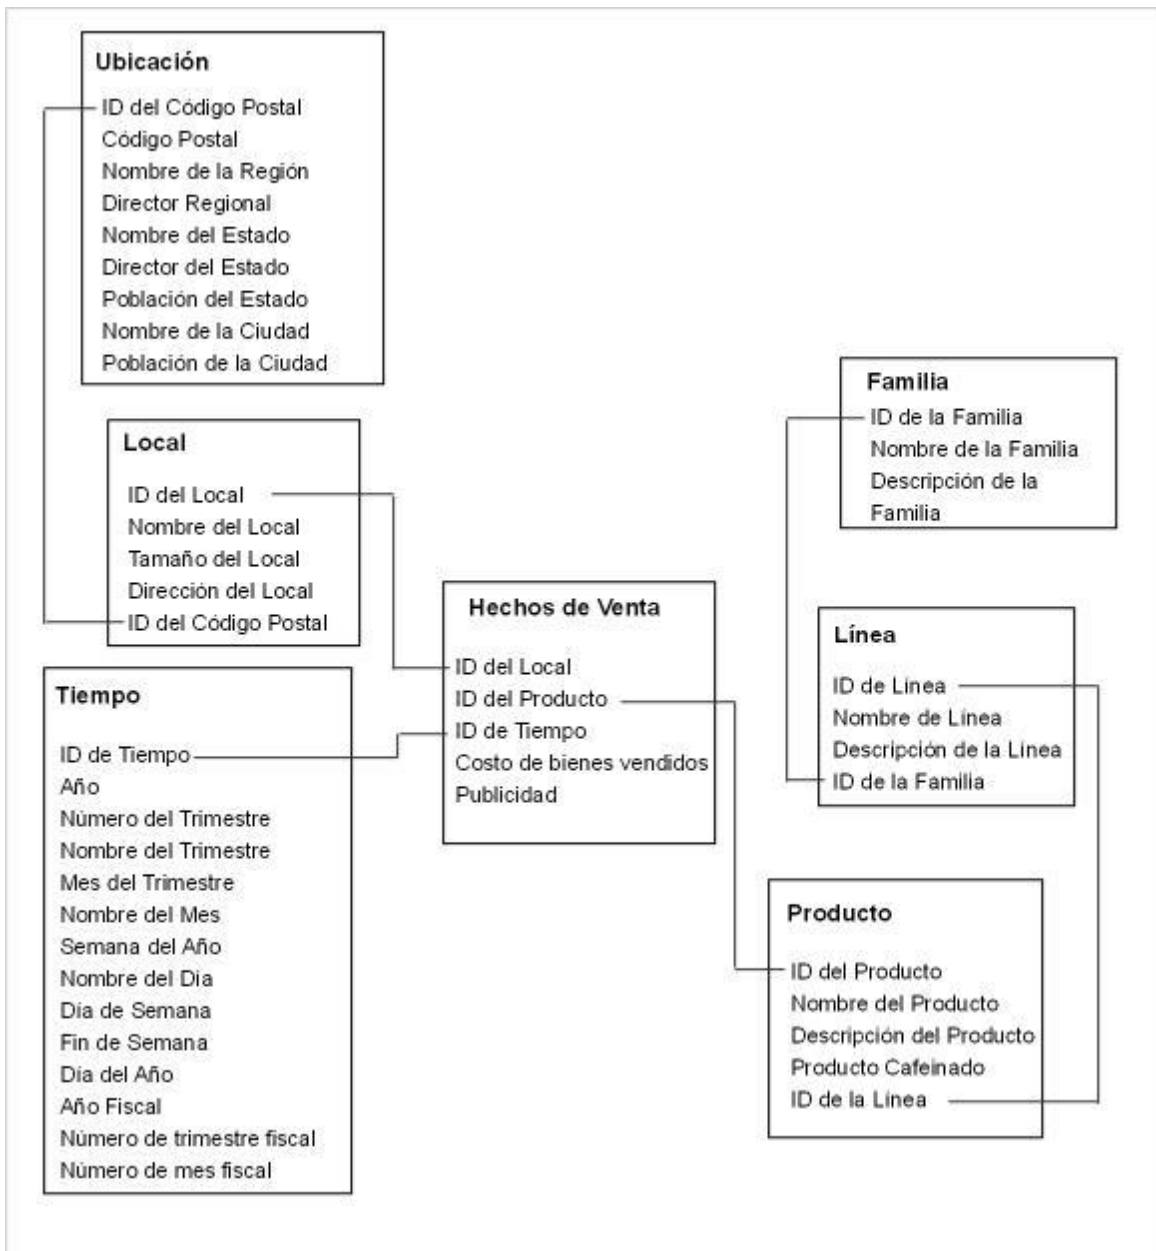 Ubicación
ID del Código Postal
Código Postal
Nombre de la Región
Director Regional
Nombre del Estado
Director del Estado
Población del Estado
Nombre de la Ciudad
Población de la Ciudad
Local
ID del Local
Nombre del Local
Tamaño del Local
Dirección del Local
ID del Código Postal
Tiempo
ID de Tiempo
Año
Número del Trimestre
Nombre del Trimestre
Mes del Trimestre
Nombre del Mes
Semana del Año
Nombre del Día
Día de Semana
Fin de Semana
Día del Año
Año Fiscal
Número de trimestre fiscal
Número de mes fiscal
Hechos de Venta
ID del Local
ID del Producto
ID de Tiempo
Costo de bienes vendidos
Publicidad
Familia
ID de la Familia
Nombre de la Familia
Descripción de la
Familia
Línea
ID de Línea
Nombre de Línea
Descripción de la Línea
ID de la Familia
Producto
ID del Producto
Nombre del Producto
Descripción del Producto
Producto Cafeinado
ID de la Línea